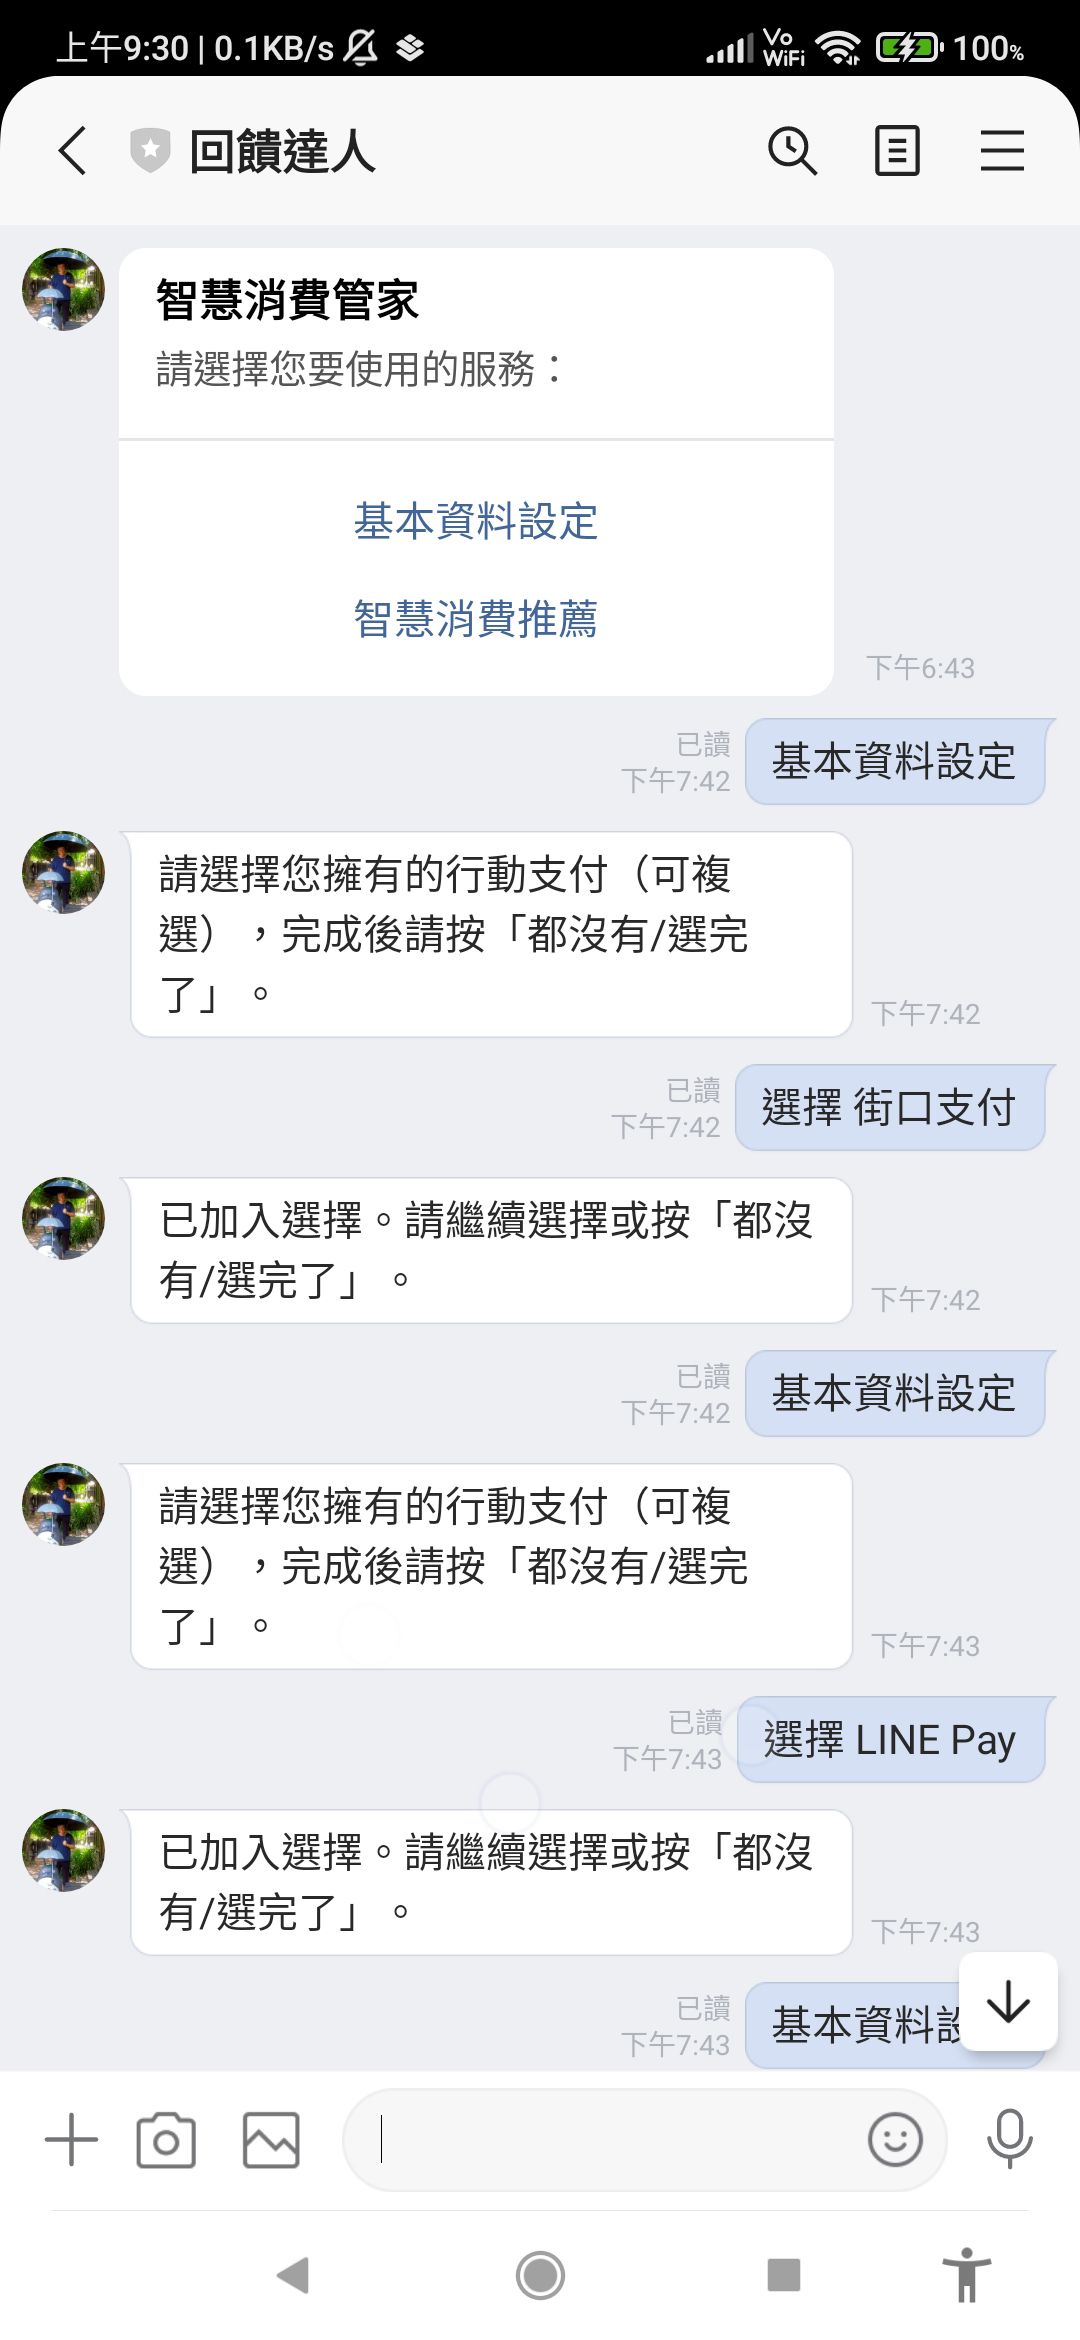 上午9:30 | 0.1KB/s
Vo
WiFi
100%
回饋達人
智慧消費管家
請選擇您要使用的服務：
基本資料設定
智慧消費推薦
下午6:43
已讀
下午7:42
基本資料設定
請選擇您擁有的行動支付（可複
選），完成後請按「都沒有/選完
了」。
下午7:42
已讀
下午7:42
選擇 街口支付
已加入選擇。請繼續選擇或按「都沒
有/選完了」。
下午7:42
已讀
下午7:42
基本資料設定
請選擇您擁有的行動支付（可複
選），完成後請按「都沒有/選完
了」。
下午7:43
已讀
下午7:43
選擇 LINE Pay
已加入選擇。請繼續選擇或按「都沒
有/選完了」。
下午7:43
已讀
下午7:43
基本資料設